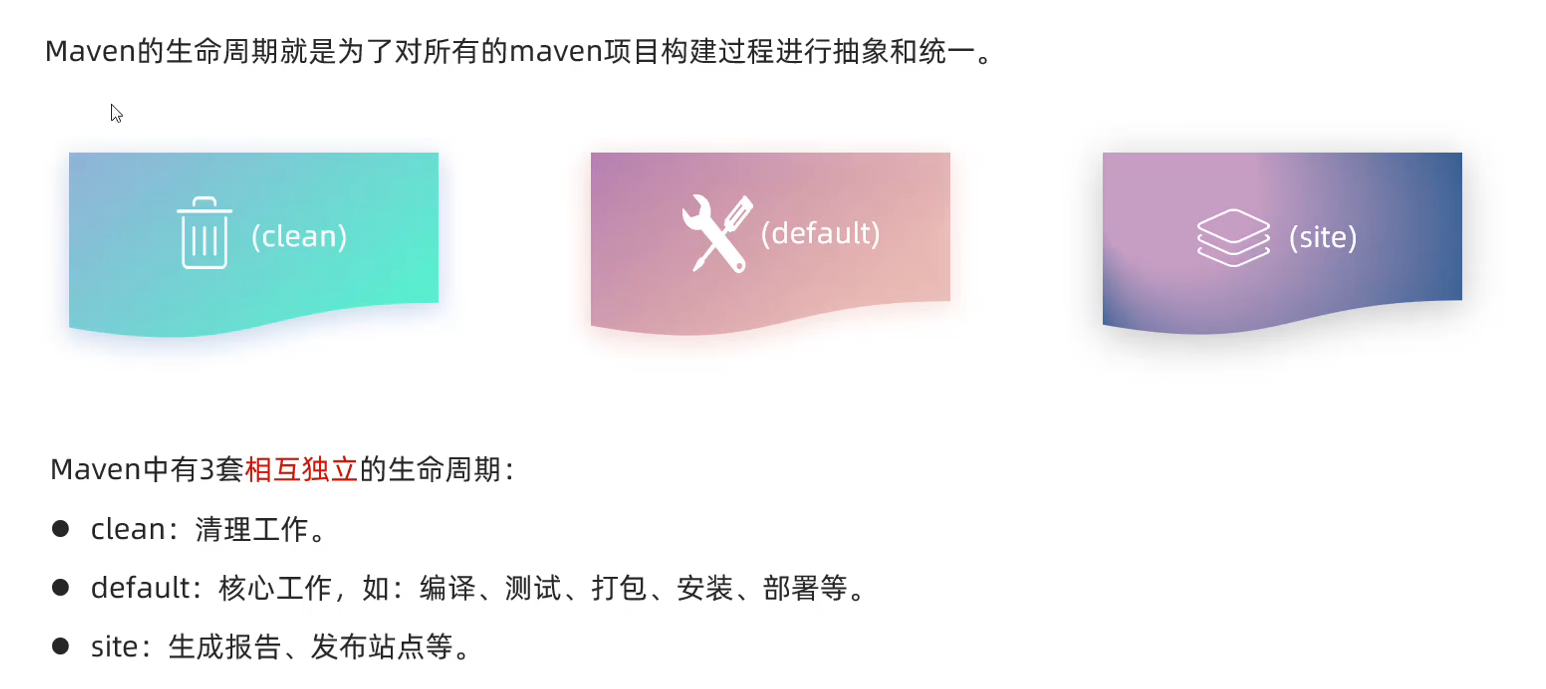 Maven的生命周期就是为了对所有的maven项目构建过程进行抽象和统一。
(clean)
(default)
(site)
Maven中有3套相互独立的生命周期：
● clean：清理工作。
● default：核心工作，如：编译、测试、打包、安装、部署等。
● site：生成报告、发布站点等。